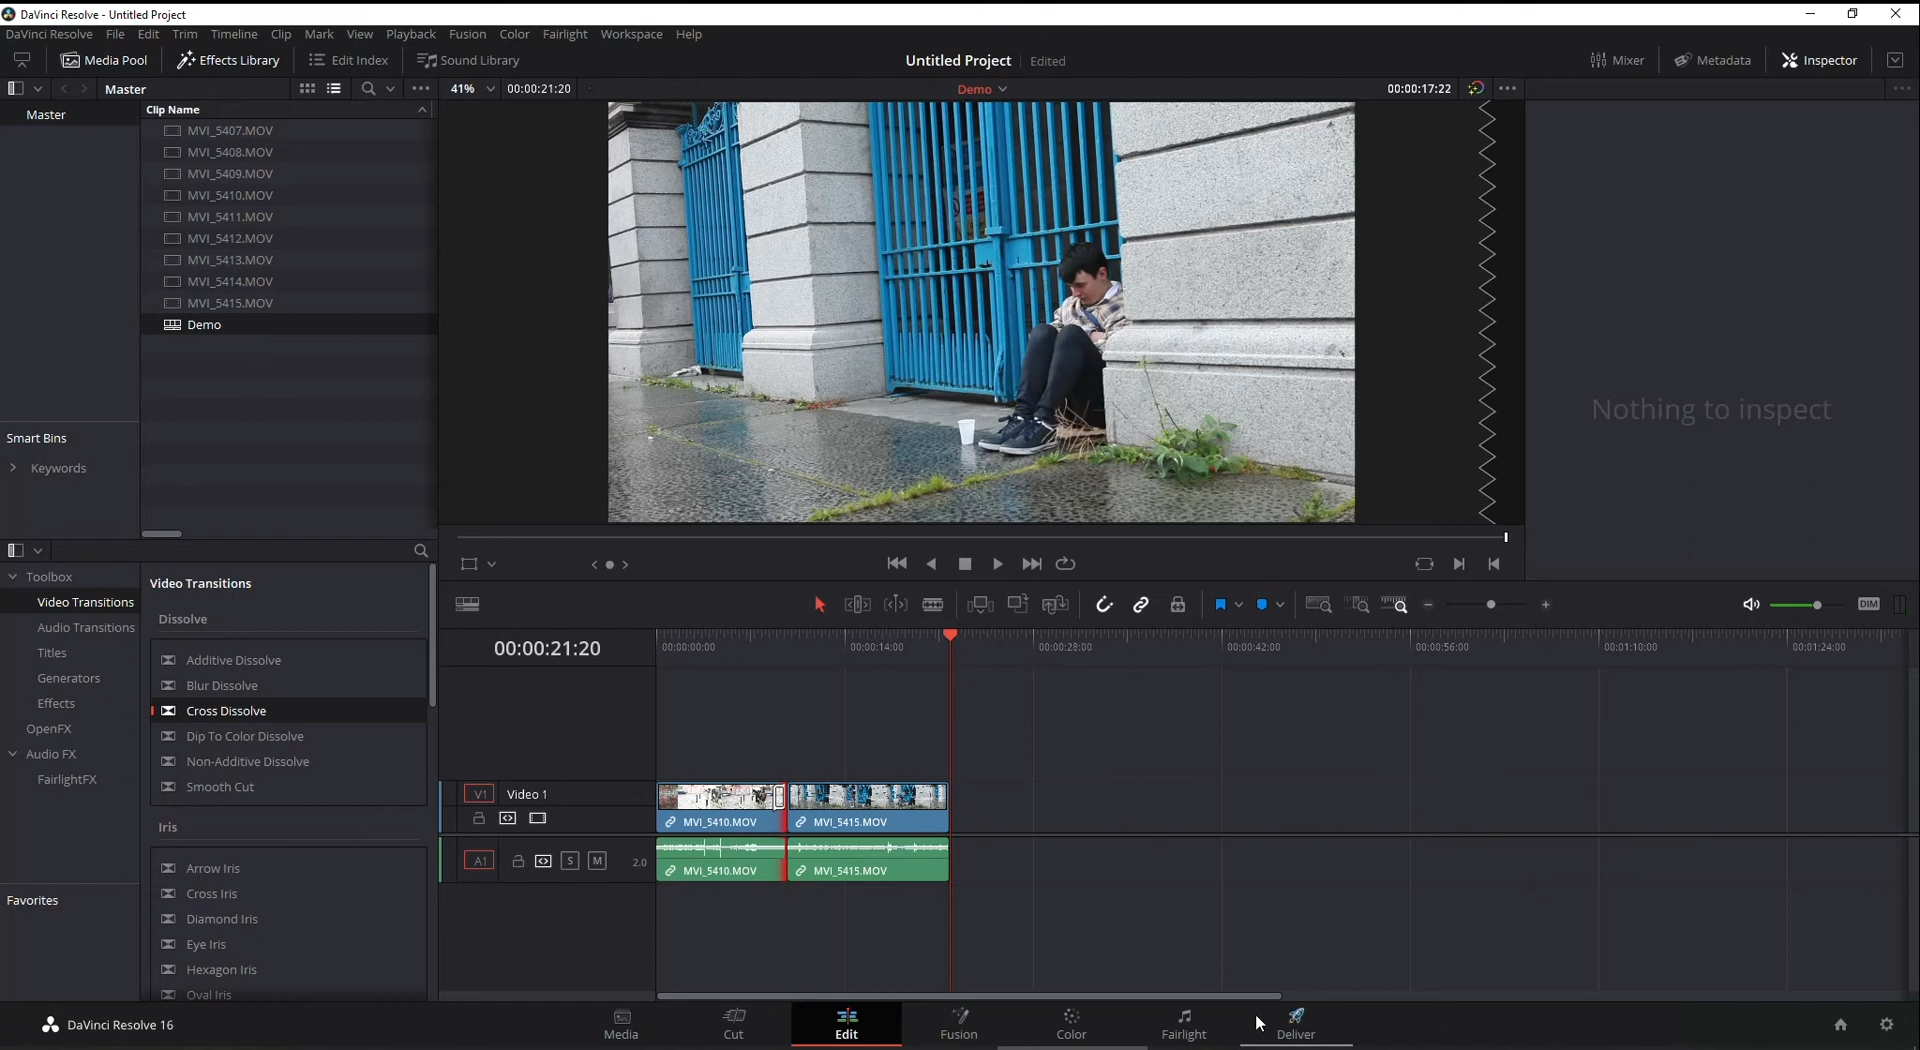 DaVinci Resolve - Untitled Project
DaVinci Resolve File Edit Trim Timeline Clip Mark View Playback Fusion Color Fairlight Workspace Help
Media Pool Effects Library Edit Index Sound Library Untitled Project Edited Mixer Metadata Inspector
Master 41% 00:00:21:20 Demo 00:00:17:22
Master
Clip Name
MVI_5407.MOV
MVI_5408.MOV
MVI_5409.MOV
MVI_5410.MOV
MVI_5411.MOV
MVI_5412.MOV
MVI_5413.MOV
MVI_5414.MOV
MVI_5415.MOV
Demo
Nothing to inspect
Smart Bins
Keywords
Toolbox
Video Transitions
Audio Transitions
Titles
Generators
Effects
OpenFX
Audio FX
FairlightFX
Favorites
Video Transitions
Dissolve
Additive Dissolve
Blur Dissolve
Cross Dissolve
Dip To Color Dissolve
Non-Additive Dissolve
Smooth Cut
Iris
Arrow Iris
Cross Iris
Diamond Iris
Eye Iris
Hexagon Iris
Oval Iris
DIM
00:00:21:20
00:00:00:00 00:00:14:00 00:00:28:00 00:00:42:00 00:00:56:00 00:01:10:00 00:01:24:00
V1 Video 1
MVI_5410.MOV MVI_5415.MOV
A1 S M 2.0
MVI_5410.MOV MVI_5415.MOV
DaVinci Resolve 16
Media Cut Edit Fusion Color Fairlight Deliver